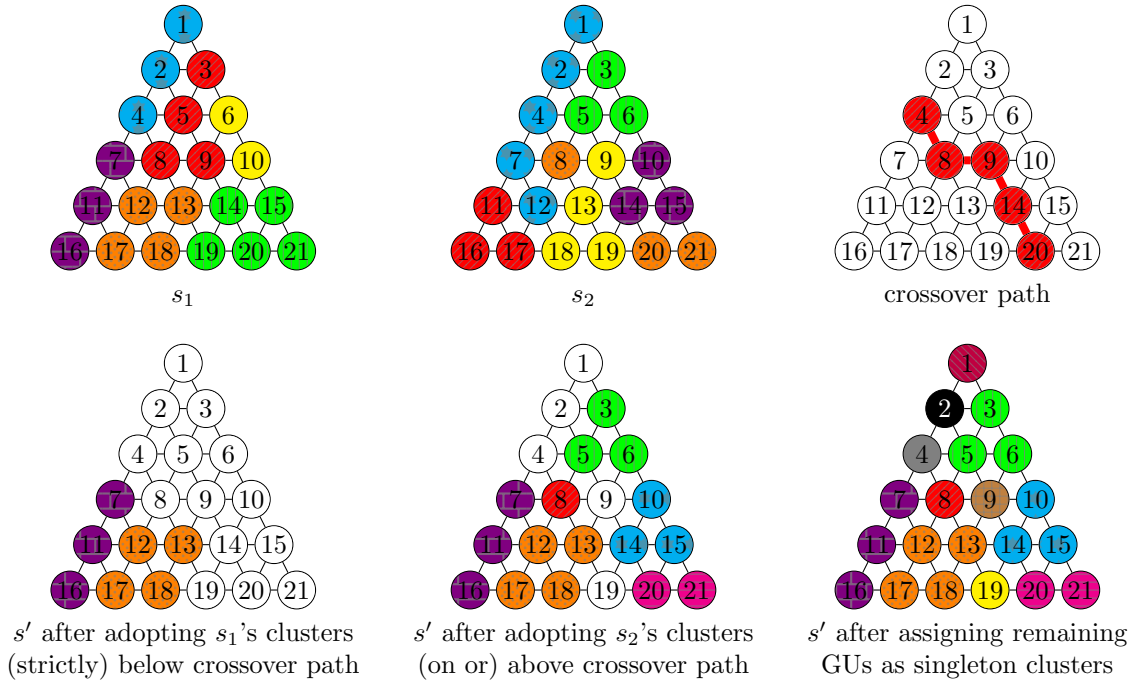 1 1 1
2 3 2 3 2 3
4 5 6 4 5 6 4 5 6
7 8 9 10 7 8 9 10 7 8 9 10
11 12 13 14 15 11 12 13 14 15 11 12 13 14 15
16 17 18 19 20 21 16 17 18 19 20 21 16 17 18 19 20 21
s₁ s₂ crossover path
1 1 1
2 3 2 3 2 3
4 5 6 4 5 6 4 5 6
7 8 9 10 7 8 9 10 7 8 9 10
11 12 13 14 15 11 12 13 14 15 11 12 13 14 15
16 17 18 19 20 21 16 17 18 19 20 21 16 17 18 19 20 21
s′ after adopting s₁'s clusters
(strictly) below crossover path
s′ after adopting s₂'s clusters
(on or) above crossover path
s′ after assigning remaining
GUs as singleton clusters